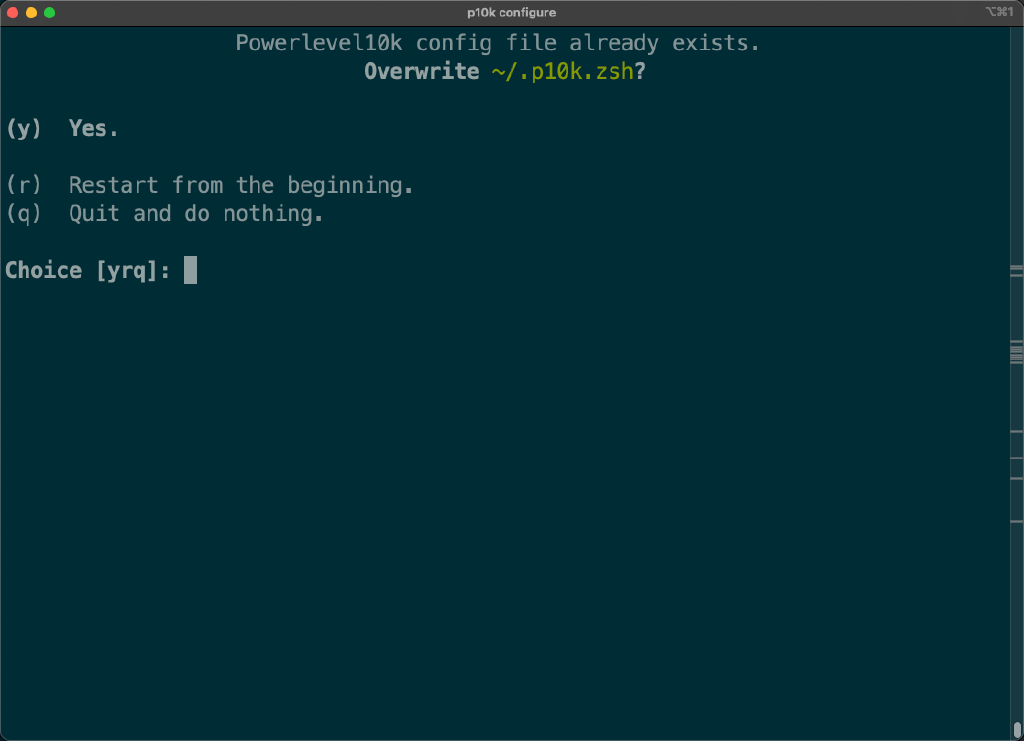 p10k configure
⌥⌘1
Powerlevel10k config file already exists.
Overwrite ~/.p10k.zsh?
(y) Yes.
(r) Restart from the beginning.
(q) Quit and do nothing.
Choice [yrq]: